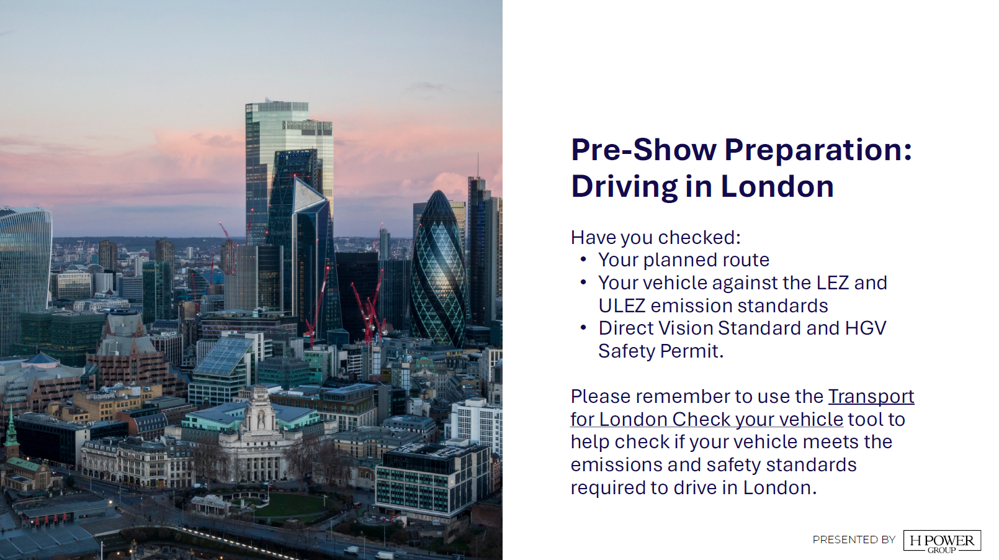 Pre-Show Preparation:
Driving in London
Have you checked:
• Your planned route
• Your vehicle against the LEZ and
ULEZ emission standards
• Direct Vision Standard and HGV
Safety Permit.
Please remember to use the Transport
for London Check your vehicle tool to
help check if your vehicle meets the
emissions and safety standards
required to drive in London.
PRESENTED BY
H POWER
GROUP